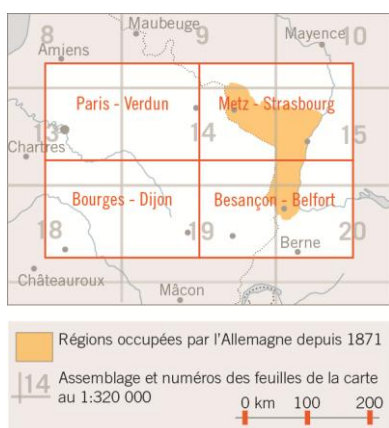 8 Maubeuge 9 Mayence 10
Amiens
Paris - Verdun Metz - Strasbourg
13 14 15
Chartres
Bourges - Dijon Besançon - Belfort
18 19 20
Berne
Châteauroux
Mâcon
Régions occupées par l'Allemagne depuis 1871
14 Assemblage et numéros des feuilles de la carte
au 1:320 000
0 km 100 200